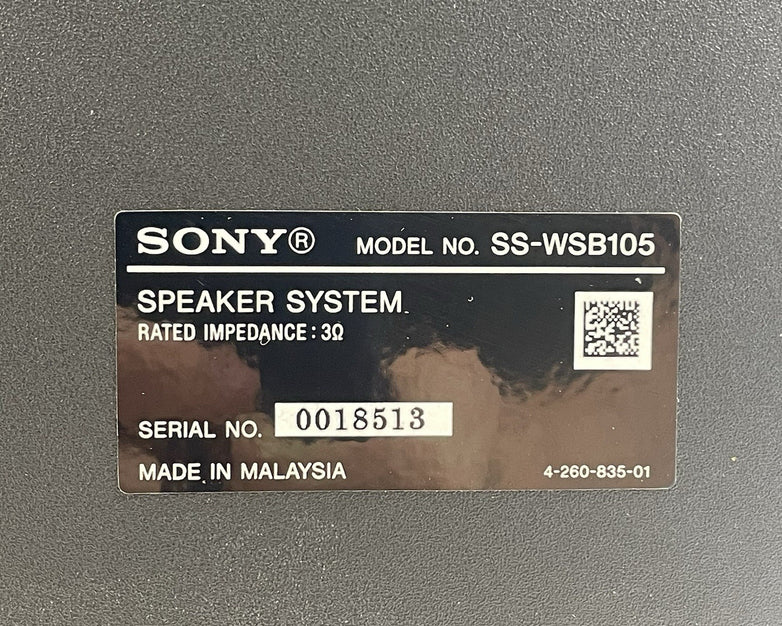 SONY® MODEL NO. SS-WSB105
SPEAKER SYSTEM
RATED IMPEDANCE : 3Ω
SERIAL NO. 0018513
MADE IN MALAYSIA 4-260-835-01